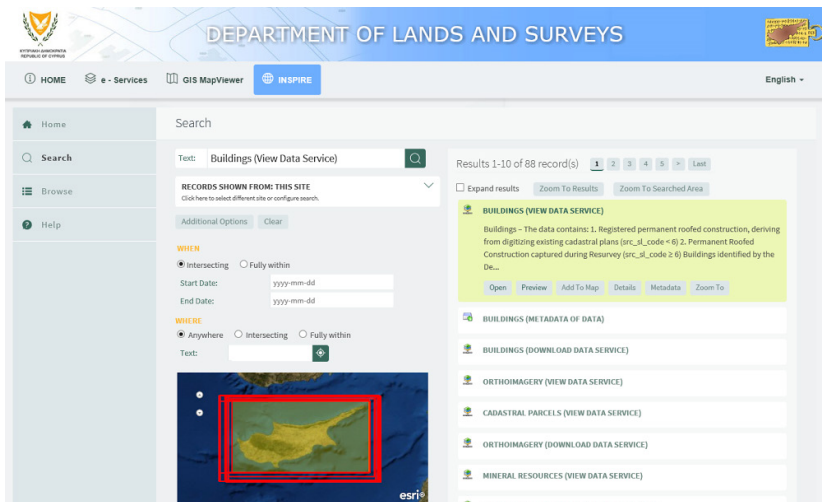 ΚΥΠΡΙΑΚΗ ΔΗΜΟΚΡΑΤΙΑ
REPUBLIC OF CYPRUS
DEPARTMENT OF LANDS AND SURVEYS
HOME e - Services GIS MapViewer INSPIRE English
Home
Search
Browse
Help
Search
Text: Buildings (View Data Service)
RECORDS SHOWN FROM: THIS SITE
Click here to select different site or configure search.
Additional Options Clear
WHEN
Intersecting Fully within
Start Date: yyyy-mm-dd
End Date: yyyy-mm-dd
WHERE
Anywhere Intersecting Fully within
Text:
esri
Results 1-10 of 88 record(s) 1 2 3 4 5 > Last
Expand results Zoom To Results Zoom To Searched Area
BUILDINGS (VIEW DATA SERVICE)
Buildings – The data contains: 1. Registered permanent roofed construction, deriving
from digitizing existing cadastral plans (src_sl_code < 6) 2. Permanent Roofed
Construction captured during Resurvey (src_sl_code ≥ 6) Buildings identified by the
De...
Open Preview Add To Map Details Metadata Zoom To
BUILDINGS (METADATA OF DATA)
BUILDINGS (DOWNLOAD DATA SERVICE)
ORTHOIMAGERY (VIEW DATA SERVICE)
CADASTRAL PARCELS (VIEW DATA SERVICE)
ORTHOIMAGERY (DOWNLOAD DATA SERVICE)
MINERAL RESOURCES (VIEW DATA SERVICE)